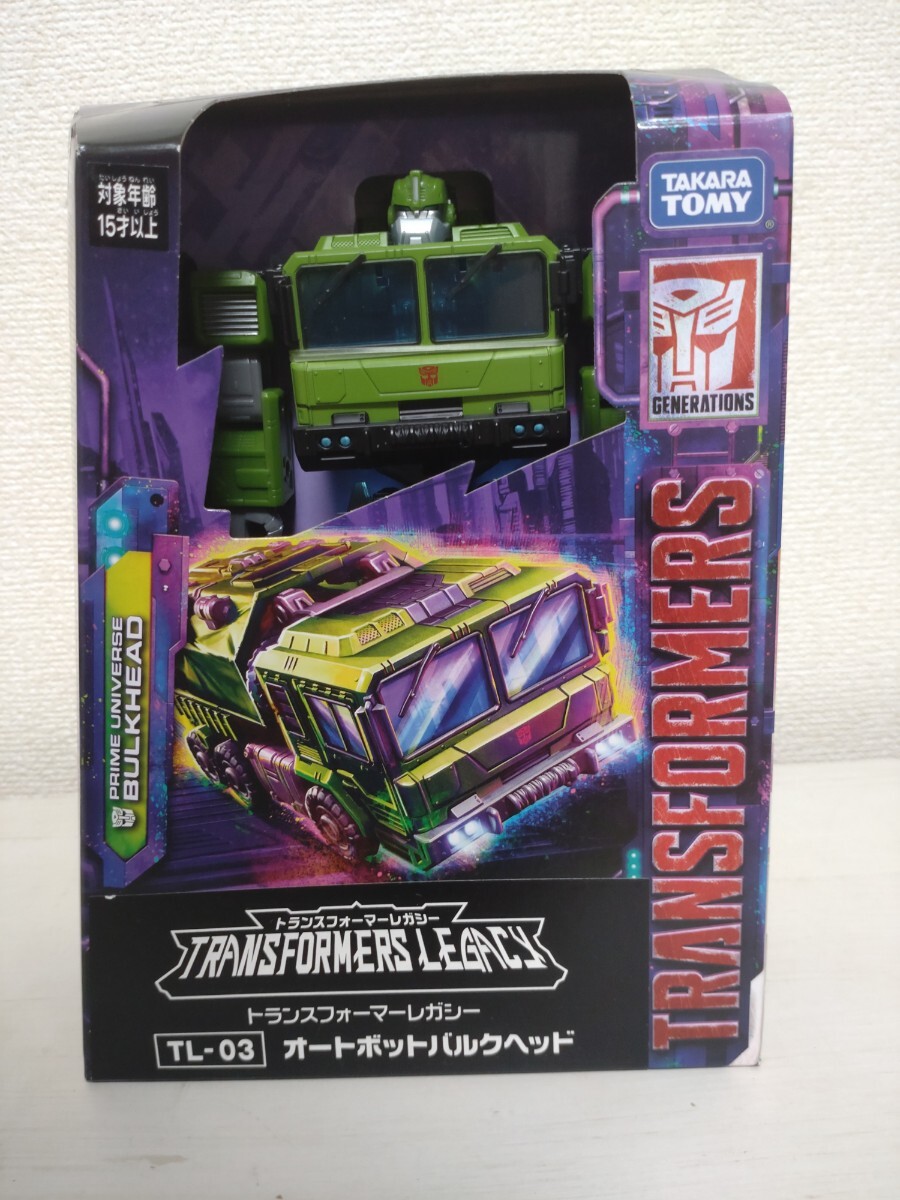 たいしょうねんれい
対象年齢
さい いじょう
15才以上
TAKARA
TOMY
®
GENERATIONS
TRANSFORMERS
PRIME UNIVERSE
BULKHEAD
トランスフォーマーレガシー
TRANSFORMERS LEGACY
トランスフォーマーレガシー
TL-03 オートボットバルクヘッド